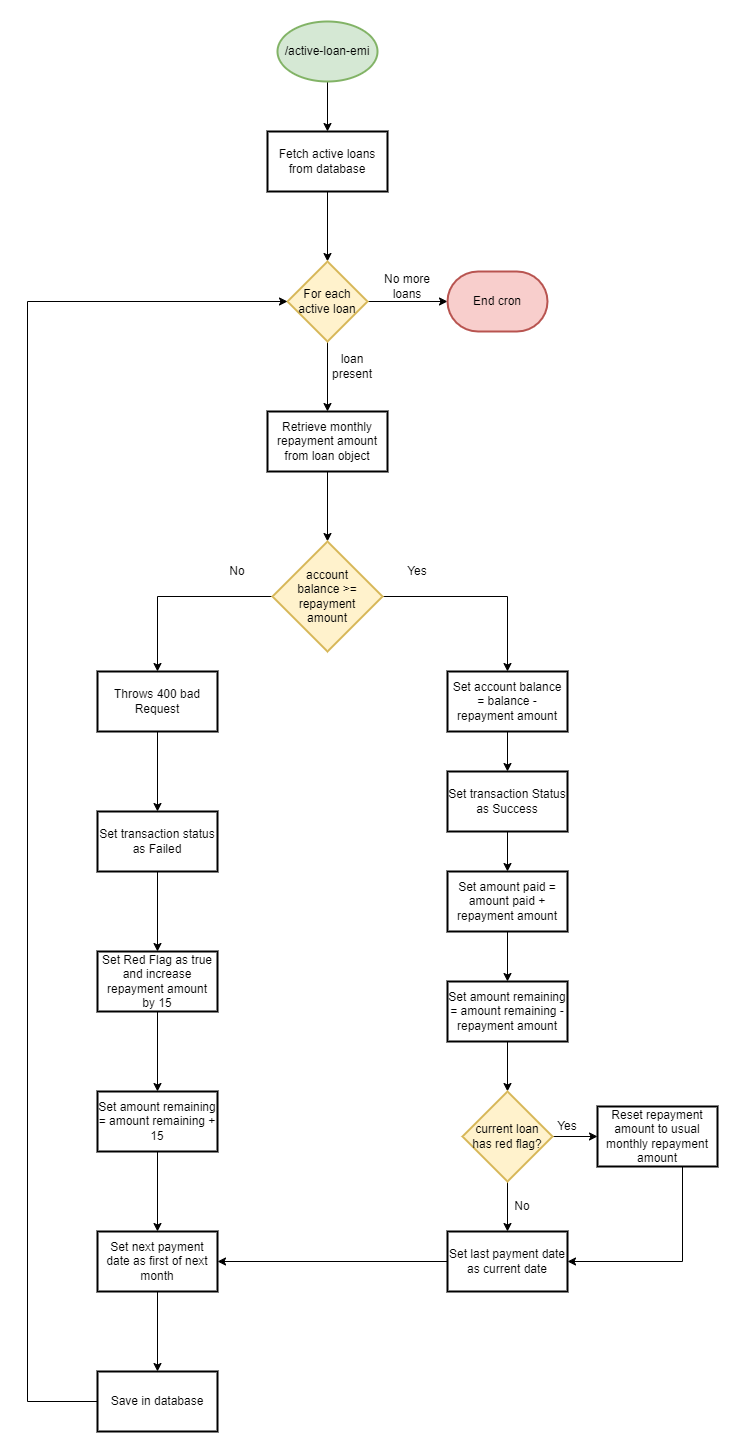 /active-loan-emi
Fetch active loans
from database
For each
active loan
No more
loans
End cron
loan
present
Retrieve monthly
repayment amount
from loan object
account
balance >=
repayment
amount
No
Yes
Throws 400 bad
Request
Set transaction status
as Failed
Set Red Flag as true
and increase
repayment amount
by 15
Set amount remaining
= amount remaining +
15
Set account balance
= balance -
repayment amount
Set transaction Status
as Success
Set amount paid =
amount paid +
repayment amount
Set amount remaining
= amount remaining -
repayment amount
current loan
has red flag?
Yes
Reset repayment
amount to usual
monthly repayment
amount
No
Set last payment date
as current date
Set next payment
date as first of next
month
Save in database